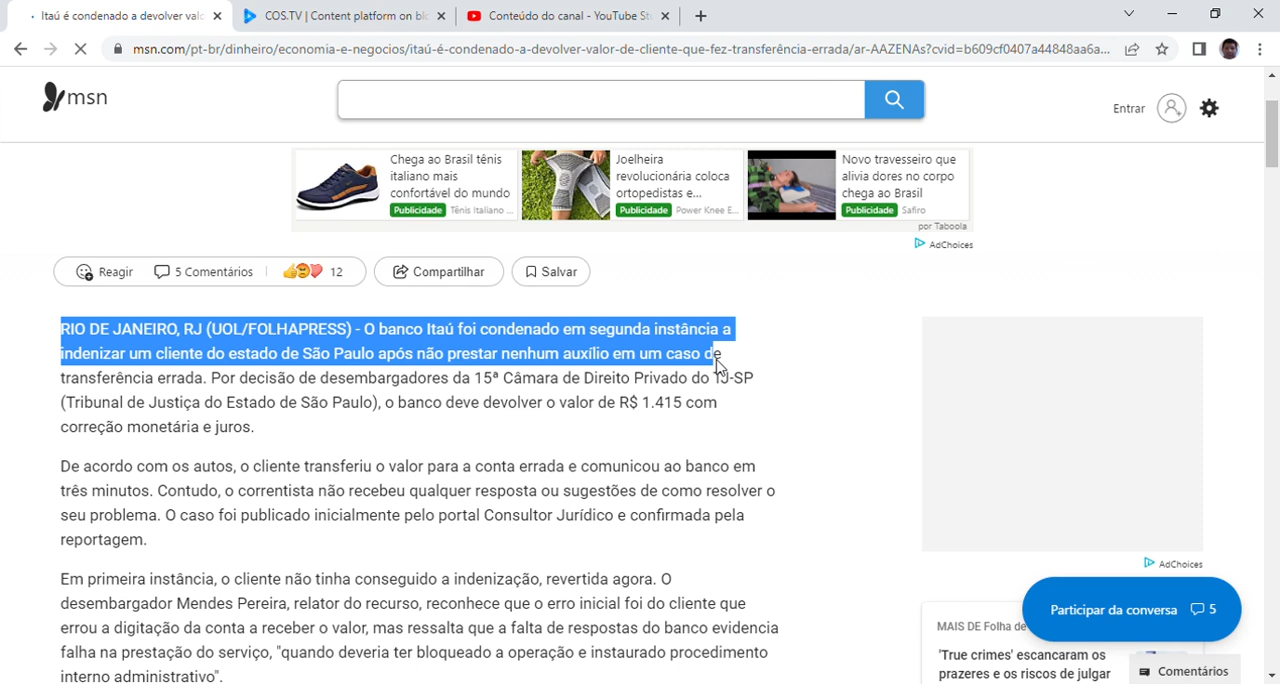 Itaú é condenado a devolver valo
COS.TV | Content platform on blo
Conteúdo do canal - YouTube Stu
msn.com/pt-br/dinheiro/economia-e-negocios/itaú-é-condenado-a-devolver-valor-de-cliente-que-fez-transferência-errada/ar-AAZENAs?cvid=b609cf0407a44848aa6a...
msn
Entrar
Chega ao Brasil tênis
italiano mais
confortável do mundo
Publicidade Tênis Italiano ...
Joelheira
revolucionária coloca
ortopedistas e...
Publicidade Power Knee E...
Novo travesseiro que
alivia dores no corpo
chega ao Brasil
Publicidade Safiro
por Taboola
AdChoices
Reagir
5 Comentários
12
Compartilhar
Salvar
RIO DE JANEIRO, RJ (UOL/FOLHAPRESS) - O banco Itaú foi condenado em segunda instância a
indenizar um cliente do estado de São Paulo após não prestar nenhum auxílio em um caso de
transferência errada. Por decisão de desembargadores da 15ª Câmara de Direito Privado do TJ-SP
(Tribunal de Justiça do Estado de São Paulo), o banco deve devolver o valor de R$ 1.415 com
correção monetária e juros.
De acordo com os autos, o cliente transferiu o valor para a conta errada e comunicou ao banco em
três minutos. Contudo, o correntista não recebeu qualquer resposta ou sugestões de como resolver o
seu problema. O caso foi publicado inicialmente pelo portal Consultor Jurídico e confirmada pela
reportagem.
Em primeira instância, o cliente não tinha conseguido a indenização, revertida agora. O
desembargador Mendes Pereira, relator do recurso, reconhece que o erro inicial foi do cliente que
errou a digitação da conta a receber o valor, mas ressalta que a falta de respostas do banco evidencia
falha na prestação do serviço, "quando deveria ter bloqueado a operação e instaurado procedimento
interno administrativo".
AdChoices
Participar da conversa 5
MAIS DE Folha de
'True crimes' escancaram os
prazeres e os riscos de julgar
Comentários